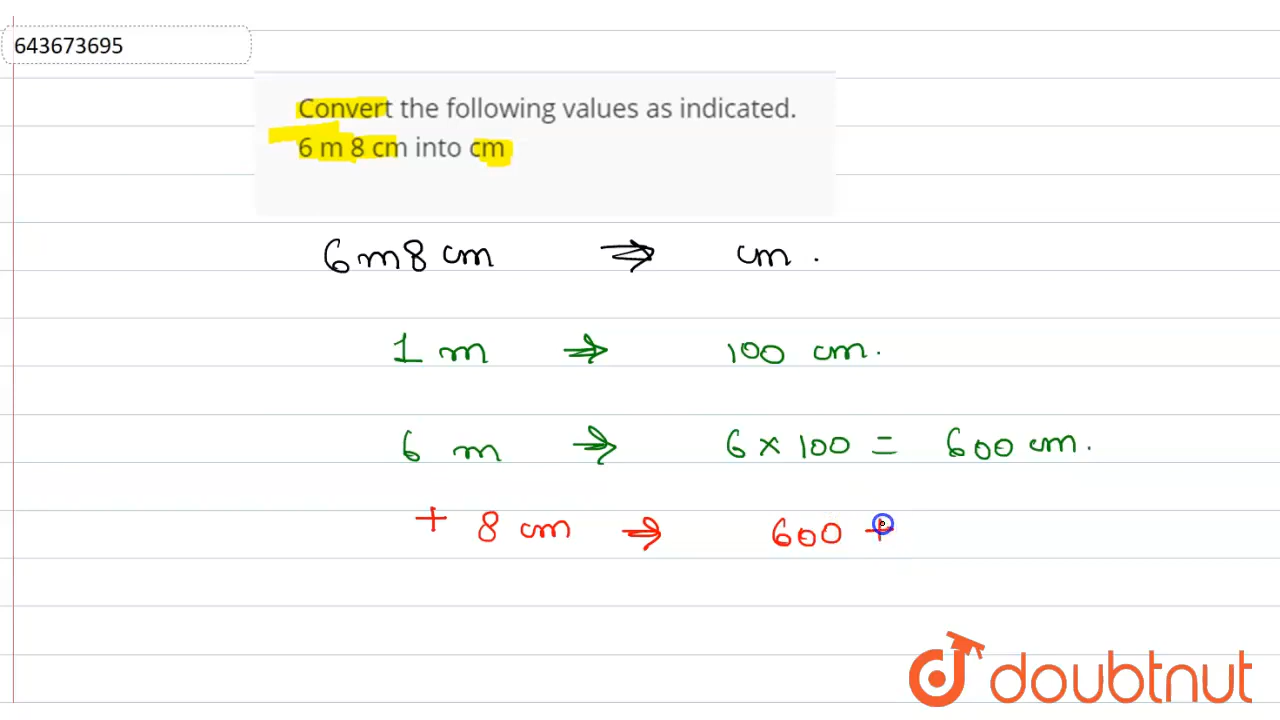 643673695
Convert the following values as indicated.
6 m 8 cm into cm
6m8 cm ⇒ cm.
1 m ⇒ 100 cm.
6 m ⇒ 6 × 100 = 600 cm.
+ 8 cm ⇒ 600 +
doubtnut